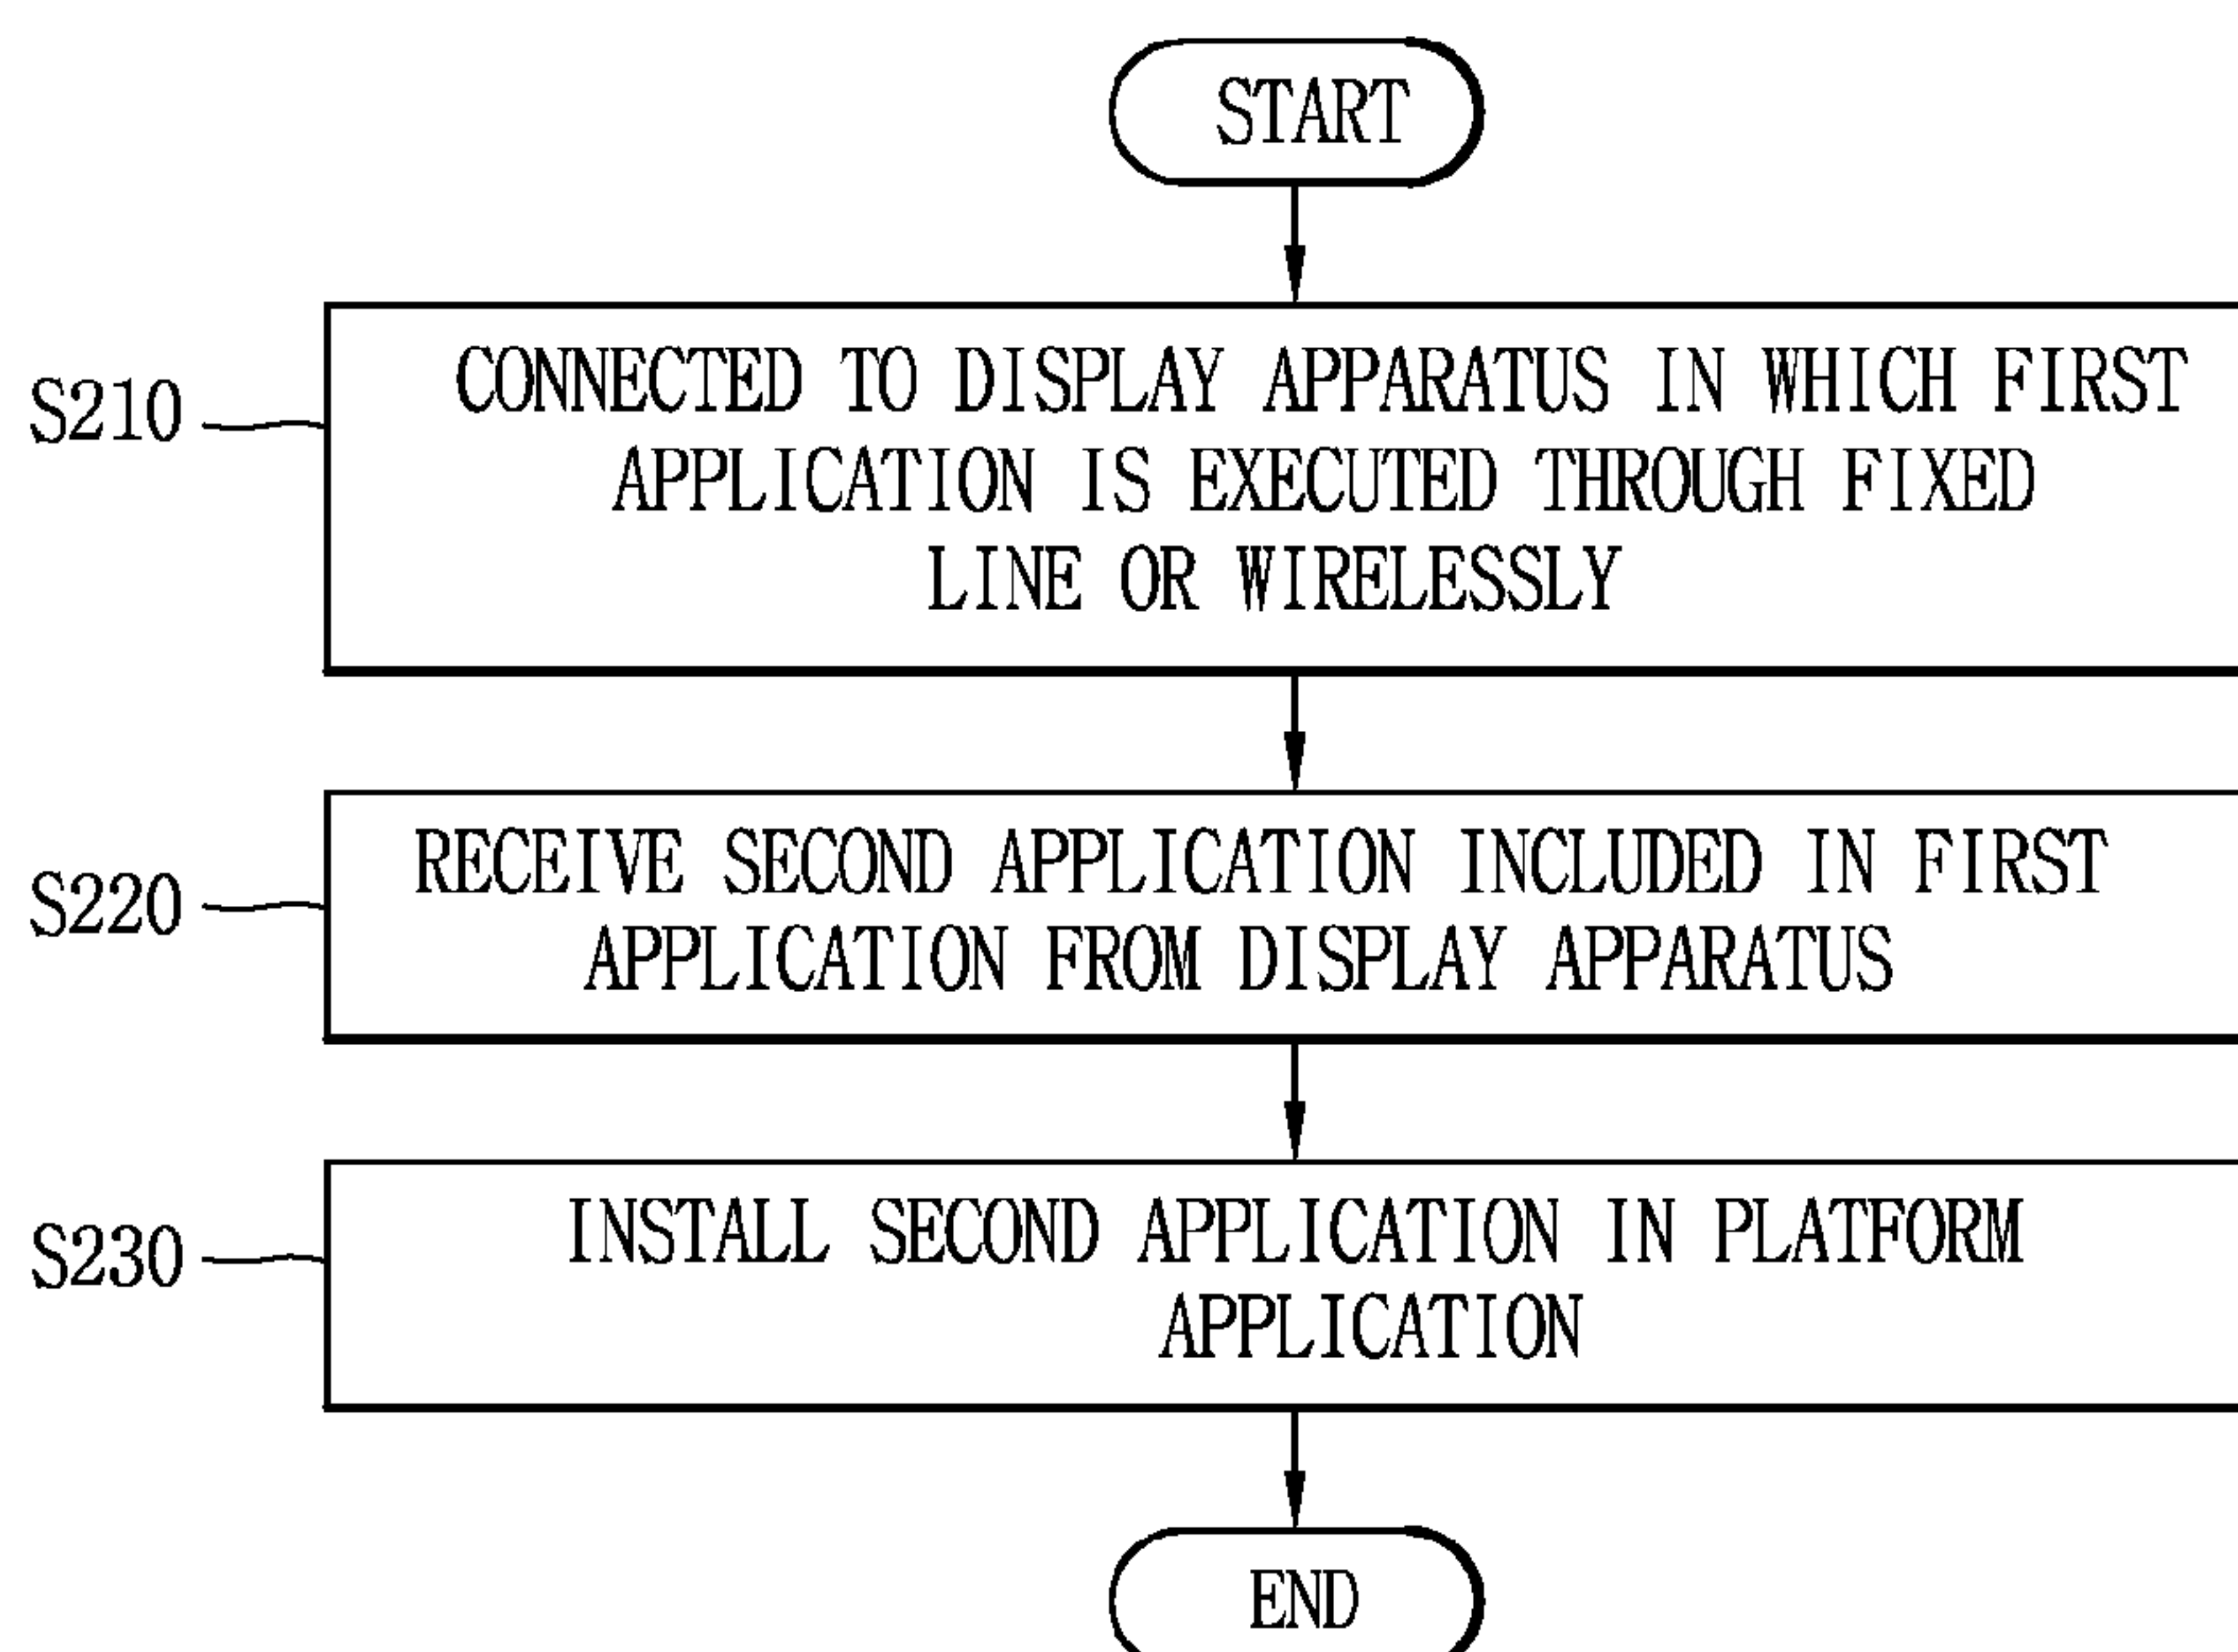 START
S210
CONNECTED TO DISPLAY APPARATUS IN WHICH FIRST
APPLICATION IS EXECUTED THROUGH FIXED
LINE OR WIRELESSLY
S220
RECEIVE SECOND APPLICATION INCLUDED IN FIRST
APPLICATION FROM DISPLAY APPARATUS
S230
INSTALL SECOND APPLICATION IN PLATFORM
APPLICATION
END